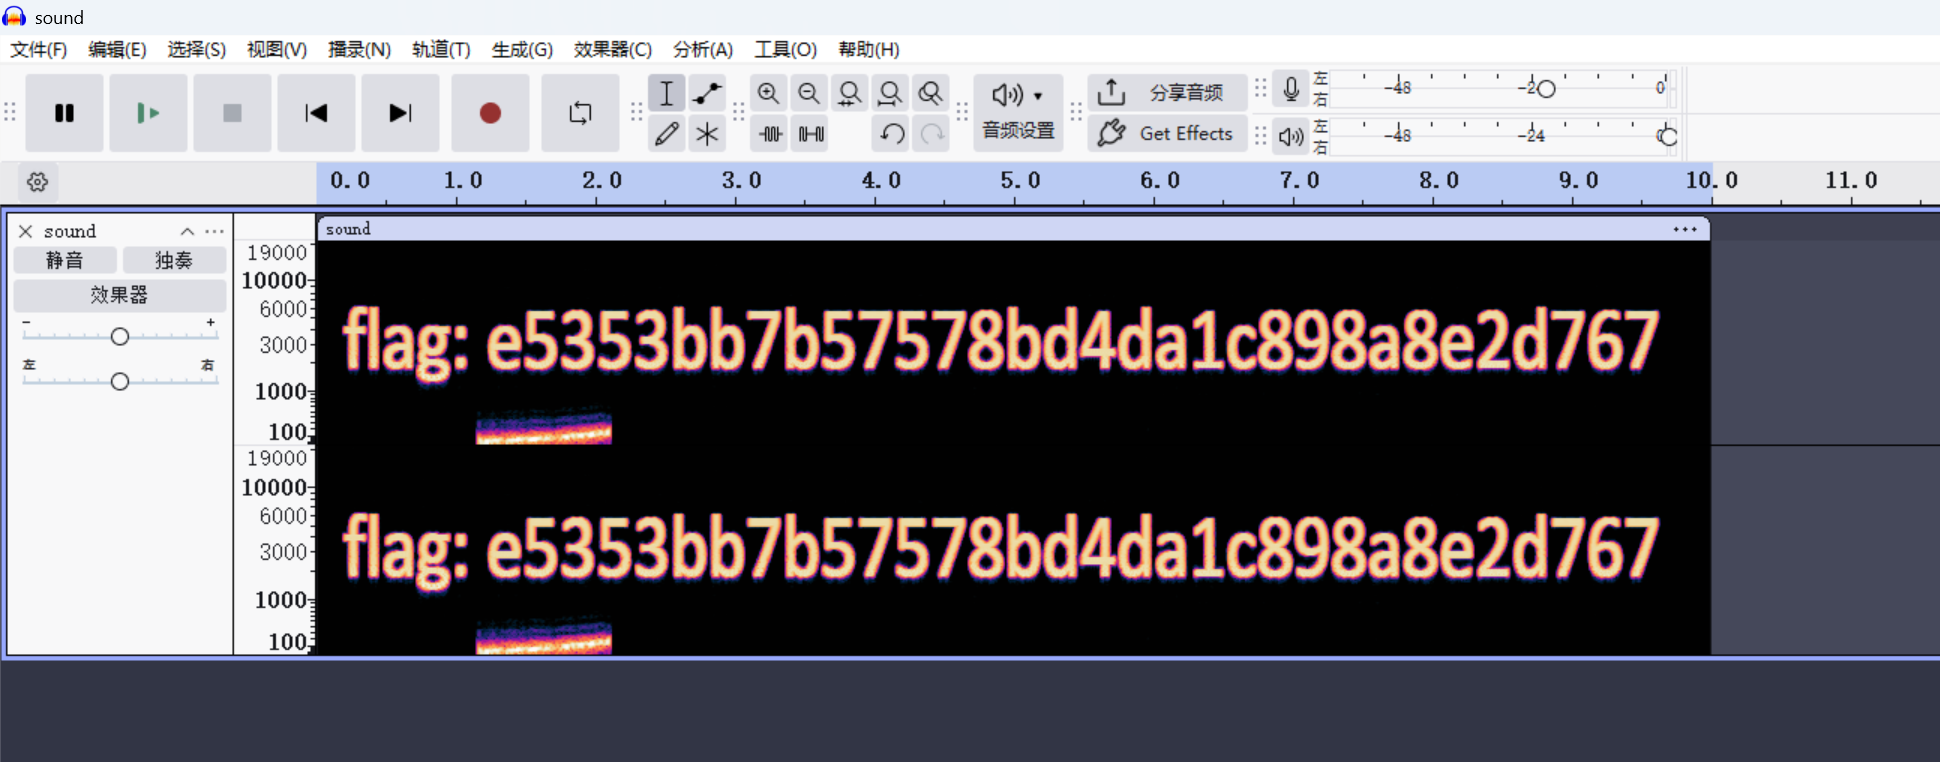 sound
文件(F) 编辑(E) 选择(S) 视图(V) 播录(N) 轨道(T) 生成(G) 效果器(C) 分析(A) 工具(O) 帮助(H)
音频设置
分享音频
Get Effects
左 右 -48 -2 0
左 右 -48 -24
0.0 1.0 2.0 3.0 4.0 5.0 6.0 7.0 8.0 9.0 10.0 11.0
sound
静音 独奏
效果器
- +
左 右
sound
19000
10000
6000
3000
1000
100
flag: e5353bb7b57578bd4da1c898a8e2d767
19000
10000
6000
3000
1000
100
flag: e5353bb7b57578bd4da1c898a8e2d767